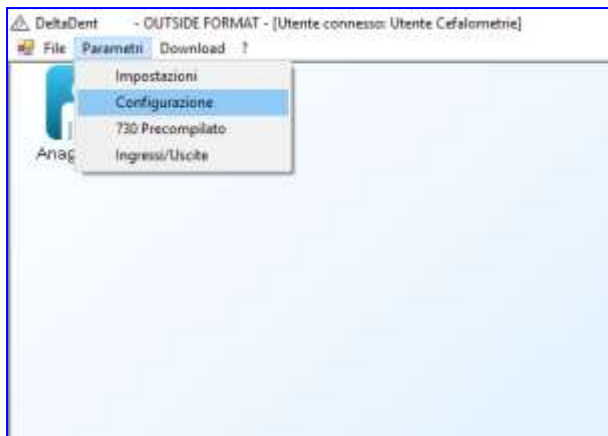 DeltaDent - OUTSIDE FORMAT - [Utente connesso: Utente Cefalometrie]
File Parametri Download ?
Impostazioni
Configurazione
730 Precompilato
Anag
Ingressi/Uscite